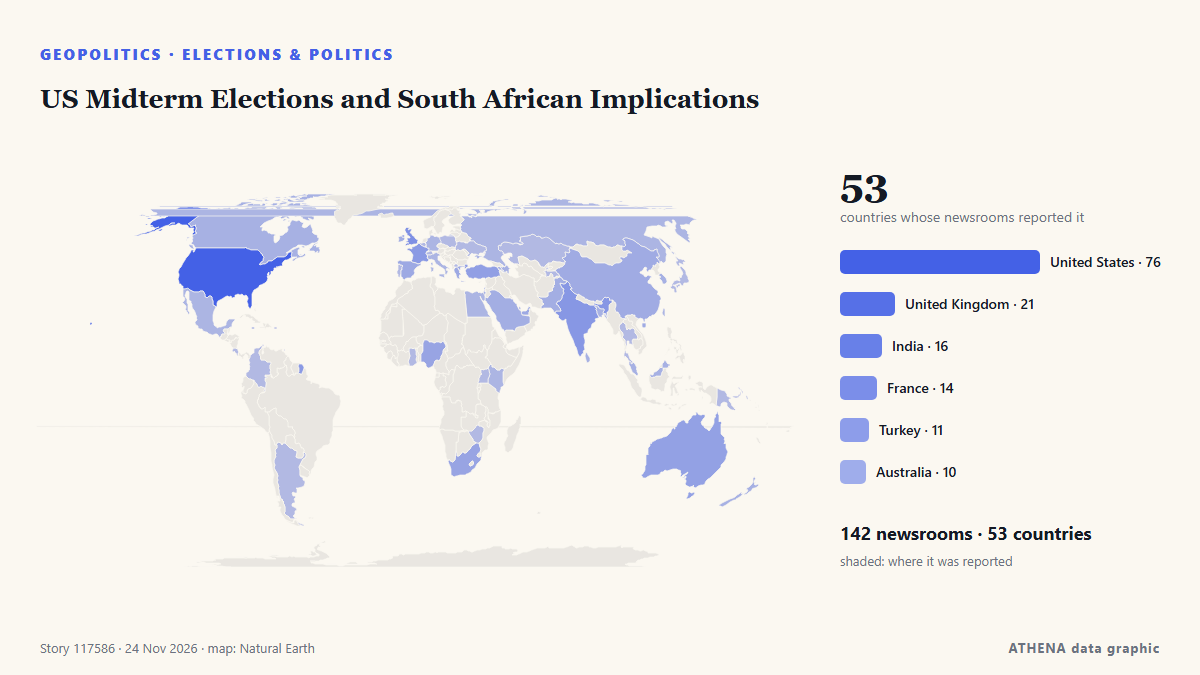 GEOPOLITICS · ELECTIONS & POLITICS
US Midterm Elections and South African Implications
53
countries whose newsrooms reported it
United States · 76
United Kingdom · 21
India · 16
France · 14
Turkey · 11
Australia · 10
142 newsrooms · 53 countries
shaded: where it was reported
Story 117586 · 24 Nov 2026 · map: Natural Earth
ATHENA data graphic